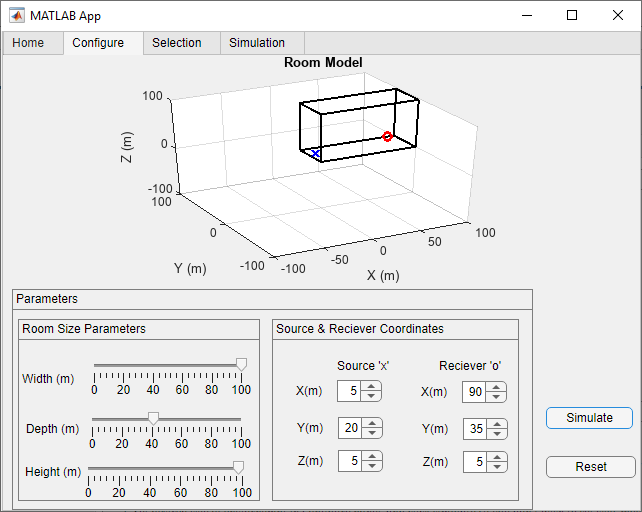 MATLAB App
Home Configure Selection Simulation
Room Model
Z (m)
100
0
-100
100
0
-100
Y (m)
-100
-50
0
50
100
X (m)
Parameters
Room Size Parameters
Width (m)
0 20 40 60 80 100
Depth (m)
0 20 40 60 80 100
Height (m)
0 20 40 60 80 100
Source & Reciever Coordinates
Source 'x' Reciever 'o'
X(m) 5 X(m) 90
Y(m) 20 Y(m) 35
Z(m) 5 Z(m) 5
Simulate
Reset